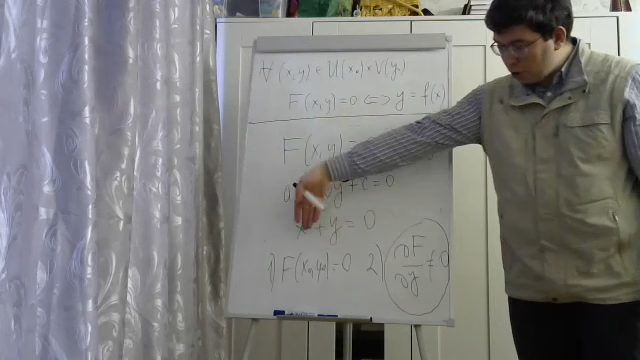 ∀ (x,y) ∈ U(x₀) × V(y₀)
F(x,y) = 0 ⟺ y = f(x)
F(x,y) =
y + c = 0
x + y = 0
1) F(x₀,y₀) = 0 2) ∂F/∂y ≠ 0